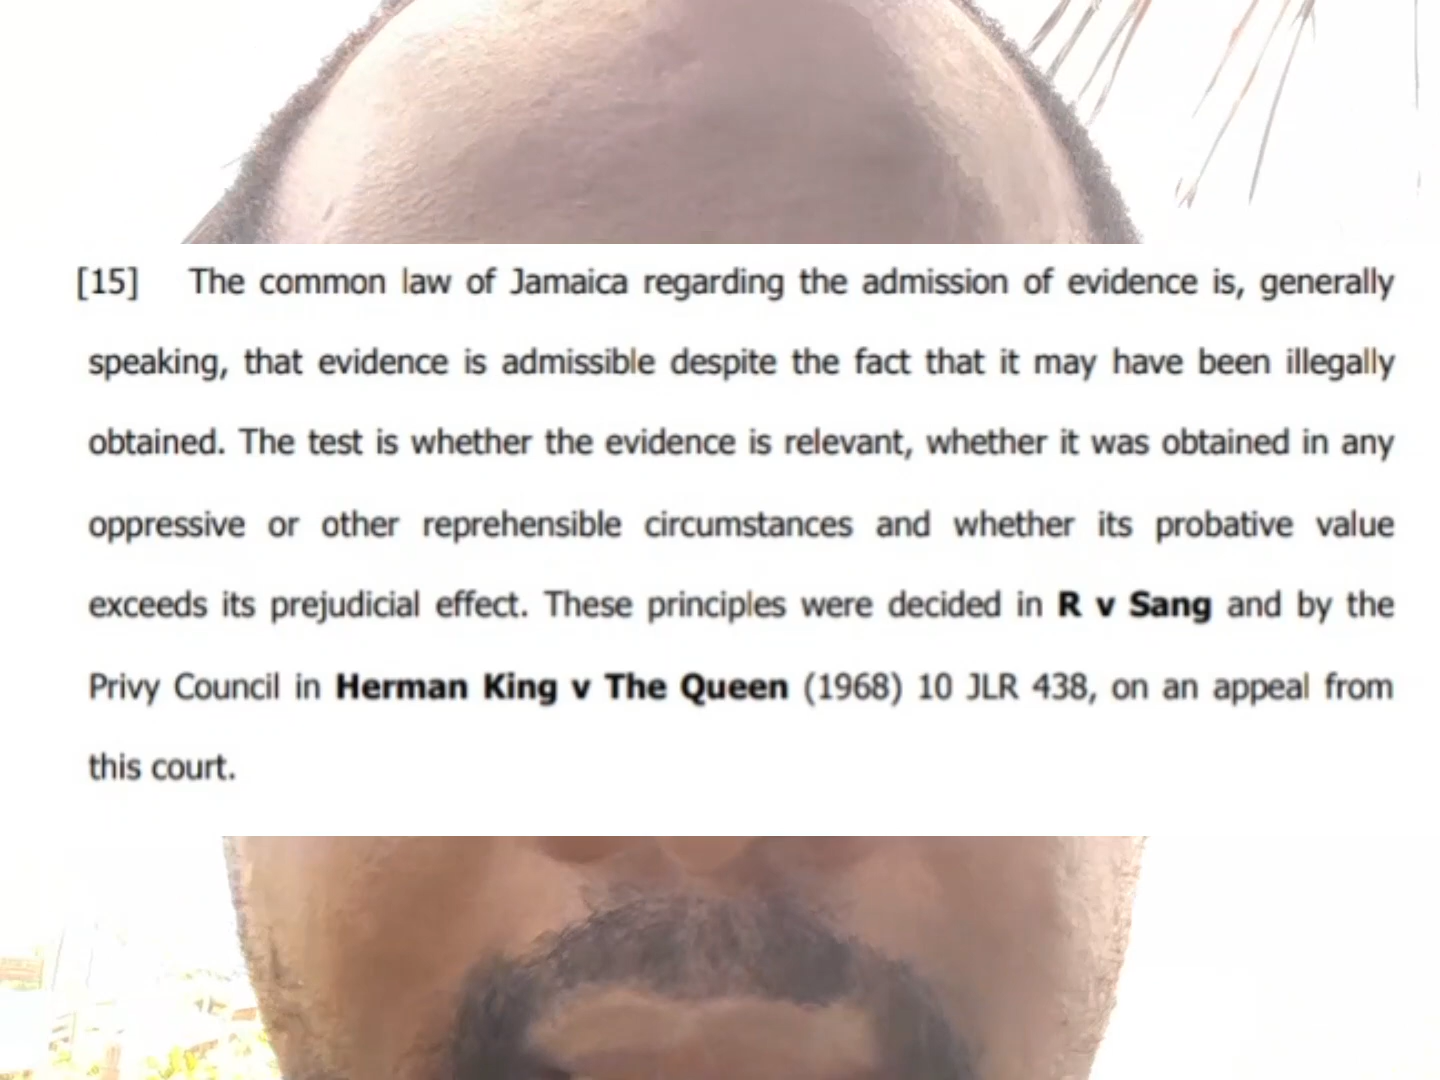 [15] The common law of Jamaica regarding the admission of evidence is, generally
speaking, that evidence is admissible despite the fact that it may have been illegally
obtained. The test is whether the evidence is relevant, whether it was obtained in any
oppressive or other reprehensible circumstances and whether its probative value
exceeds its prejudicial effect. These principles were decided in R v Sang and by the
Privy Council in Herman King v The Queen (1968) 10 JLR 438, on an appeal from
this court.